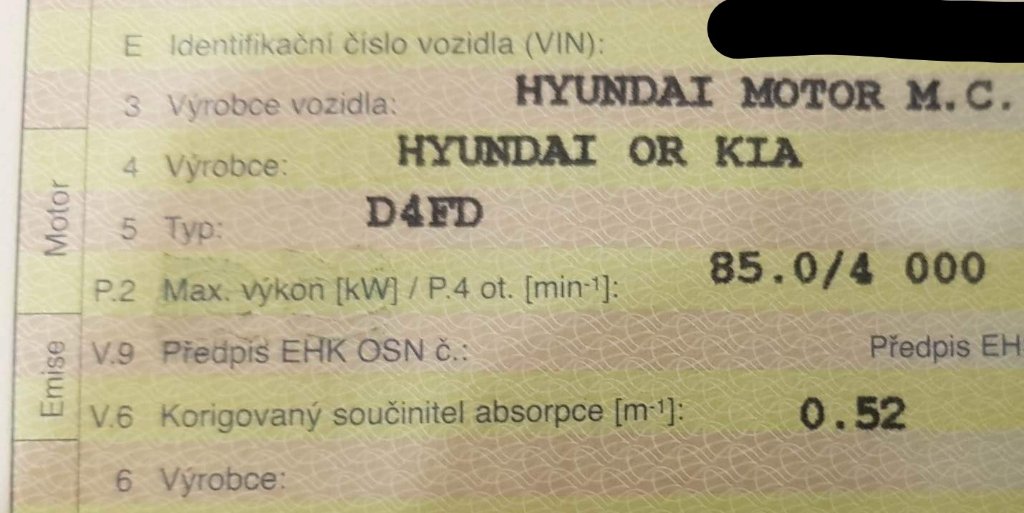 E Identifikační číslo vozidla (VIN):
3 Výrobce vozidla: HYUNDAI MOTOR M.C.
Motor
4 Výrobce: HYUNDAI OR KIA
5 Typ: D4FD
P.2 Max. výkon [kW] / P.4 ot. [min-1]: 85.0/4 000
Emise
V.9 Předpis EHK OSN č.: Předpis EH
V.6 Korigovaný součinitel absorpce [m-1]: 0.52
6 Výrobce: